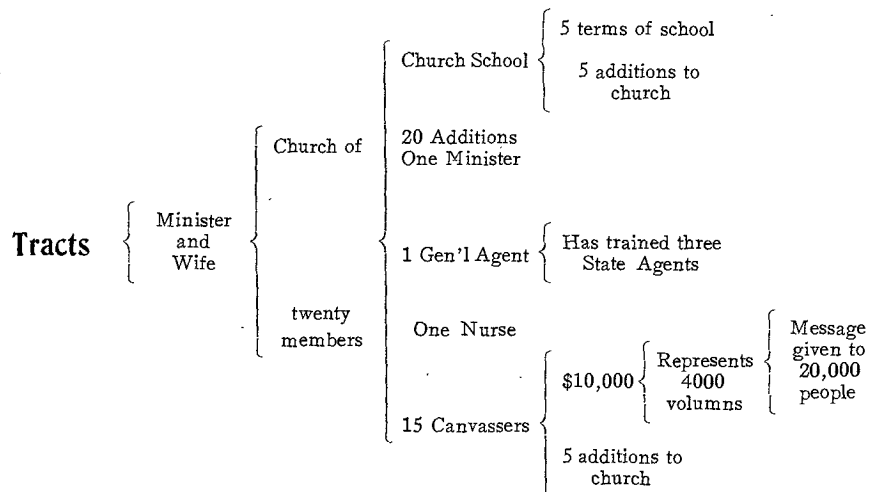 Tracts
Minister
and
Wife
Church of
twenty
members
Church School
5 terms of school
5 additions to
church
20 Additions
One Minister
1 Gen'l Agent
Has trained three
State Agents
One Nurse
15 Canvassers
$10,000
Represents
4000
volumns
Message
given to
20,000
people
5 additions to
church